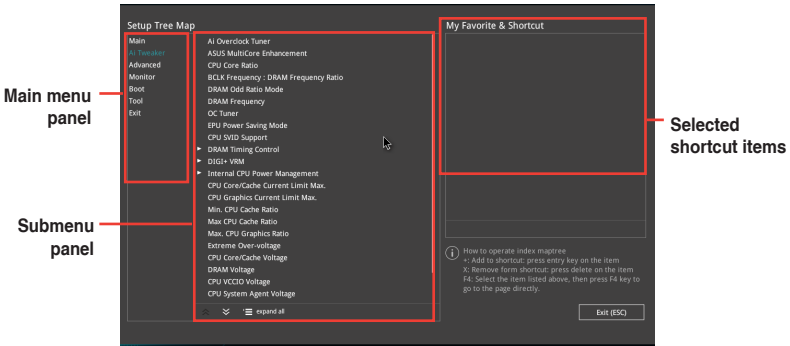 Setup Tree Map
My Favorite & Shortcut
Main
Ai Tweaker
Advanced
Monitor
Boot
Tool
Exit
Ai Overclock Tuner
ASUS MultiCore Enhancement
CPU Core Ratio
BCLK Frequency : DRAM Frequency Ratio
DRAM Odd Ratio Mode
DRAM Frequency
OC Tuner
EPU Power Saving Mode
CPU SVID Support
DRAM Timing Control
DIGI+ VRM
Internal CPU Power Management
CPU Core/Cache Current Limit Max.
CPU Graphics Current Limit Max.
Min. CPU Cache Ratio
Max CPU Cache Ratio
Max. CPU Graphics Ratio
Extreme Over-voltage
CPU Core/Cache Voltage
DRAM Voltage
CPU VCCIO Voltage
CPU System Agent Voltage
expand all
How to operate index maptree
+: Add to shortcut: press entry key on the item
X: Remove form shortcut: press delete on the item
F4: Select the item listed above, then press F4 key to
go to the page directly.
Exit (ESC)
Main menu
panel
Submenu
panel
Selected
shortcut items